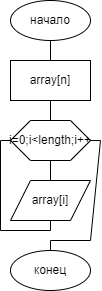 начало
array[n]
i=0;i<length;i++
array[i]
конец